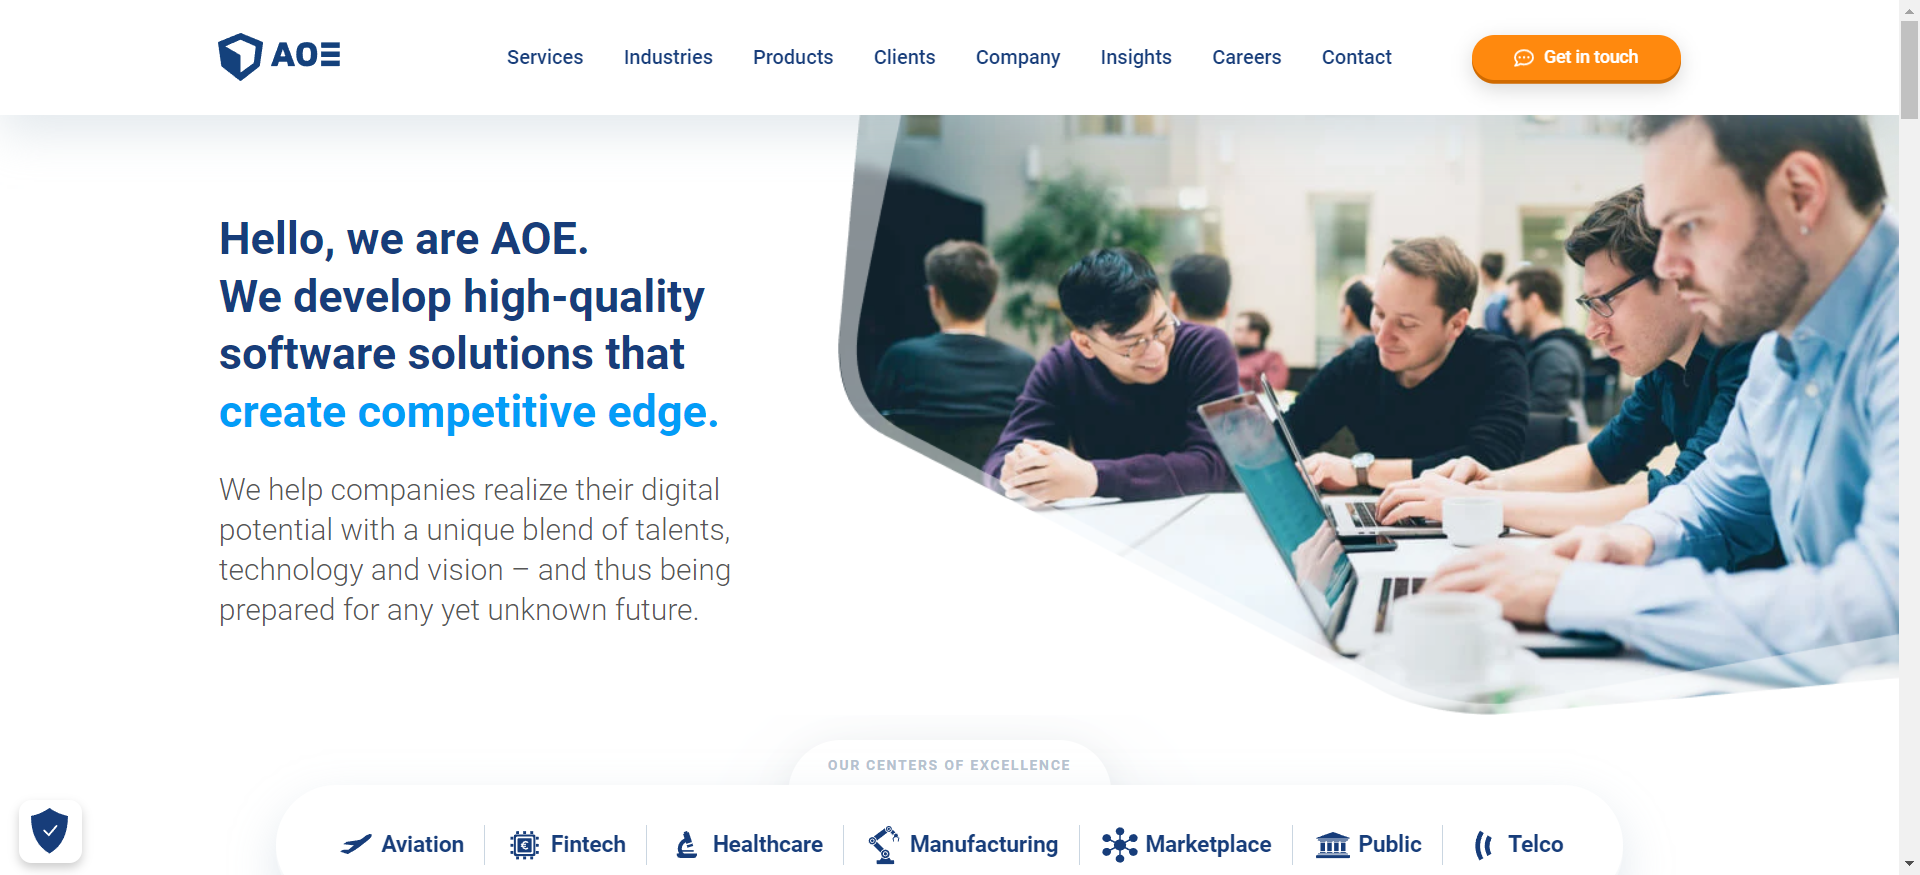 AOE
Services Industries Products Clients Company Insights Careers Contact
Get in touch
Hello, we are AOE.
We develop high-quality
software solutions that
create competitive edge.
We help companies realize their digital
potential with a unique blend of talents,
technology and vision – and thus being
prepared for any yet unknown future.
OUR CENTERS OF EXCELLENCE
Aviation Fintech Healthcare Manufacturing Marketplace Public Telco